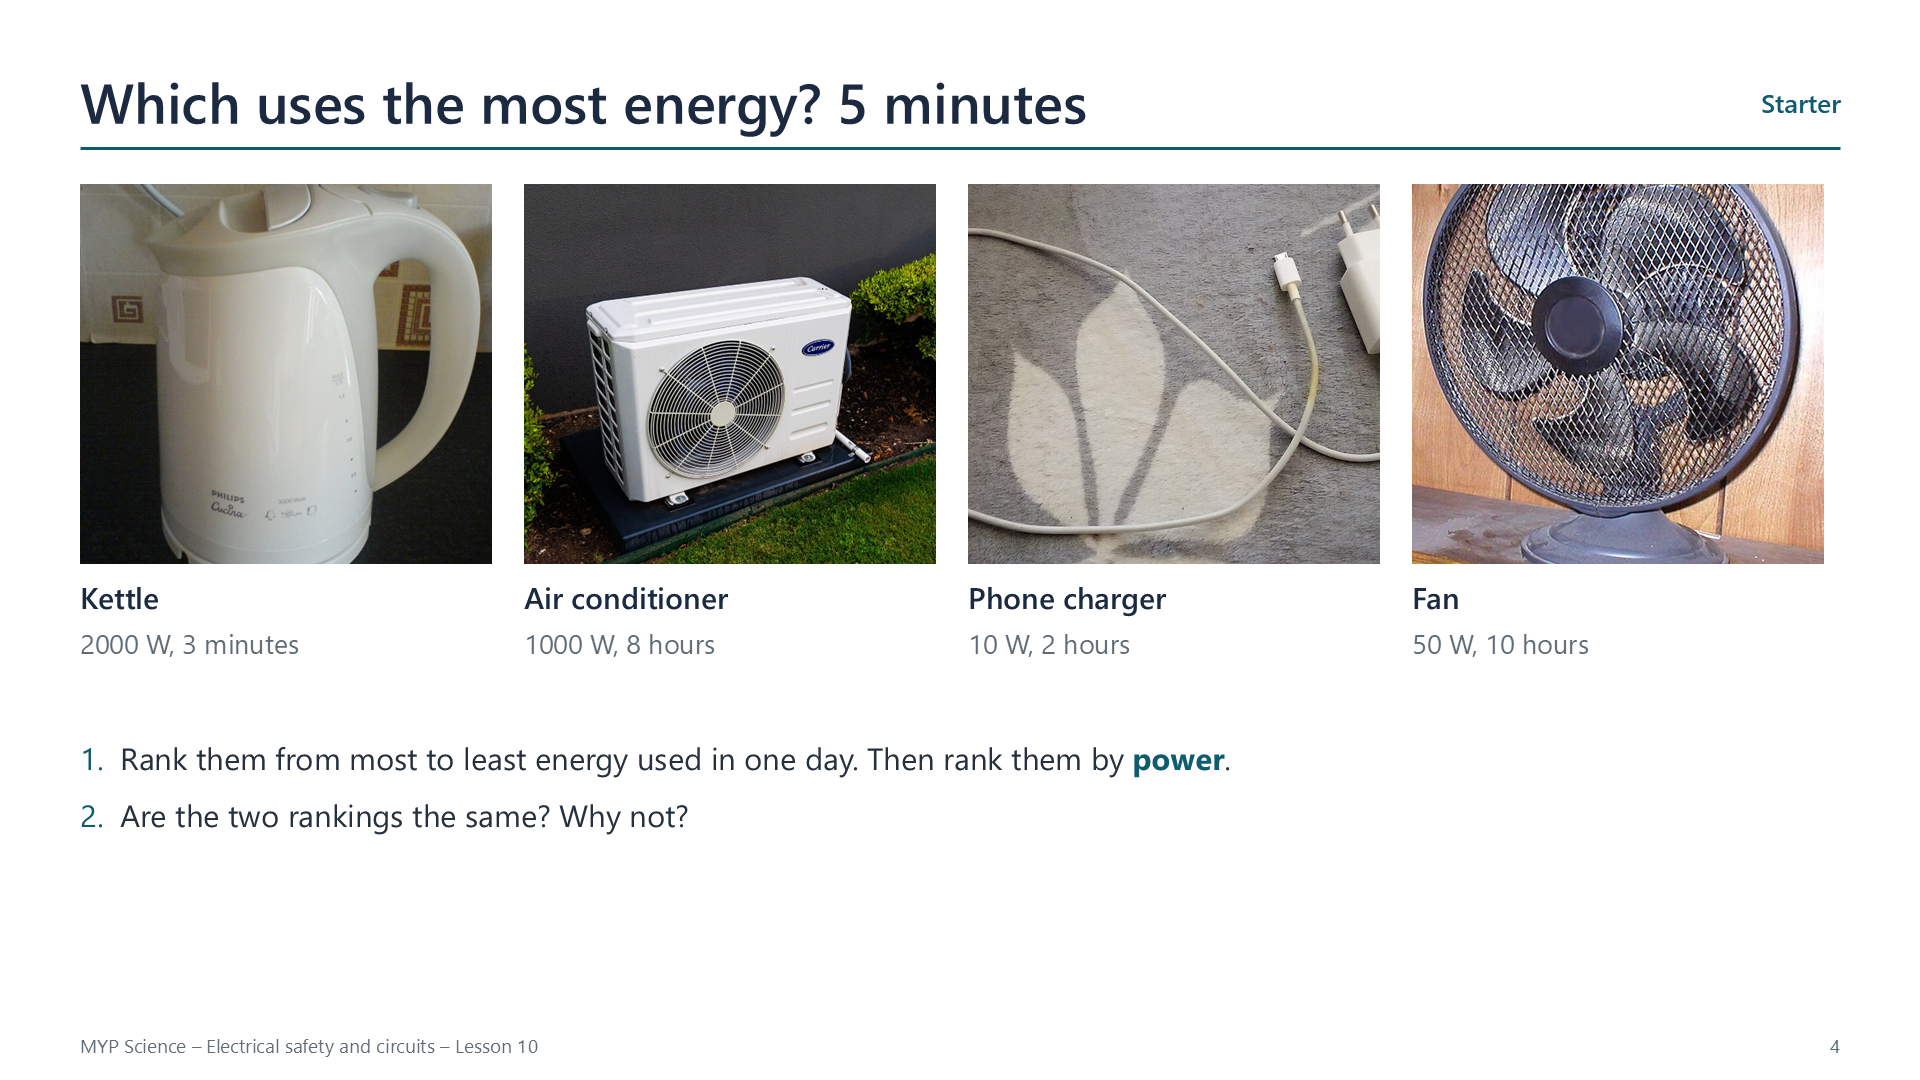 Which uses the most energy? 5 minutes
Starter
PHILIPS
Cucina
Carrier
Kettle
2000 W, 3 minutes
Air conditioner
1000 W, 8 hours
Phone charger
10 W, 2 hours
Fan
50 W, 10 hours
1. Rank them from most to least energy used in one day. Then rank them by power.
2. Are the two rankings the same? Why not?
MYP Science – Electrical safety and circuits – Lesson 10
4